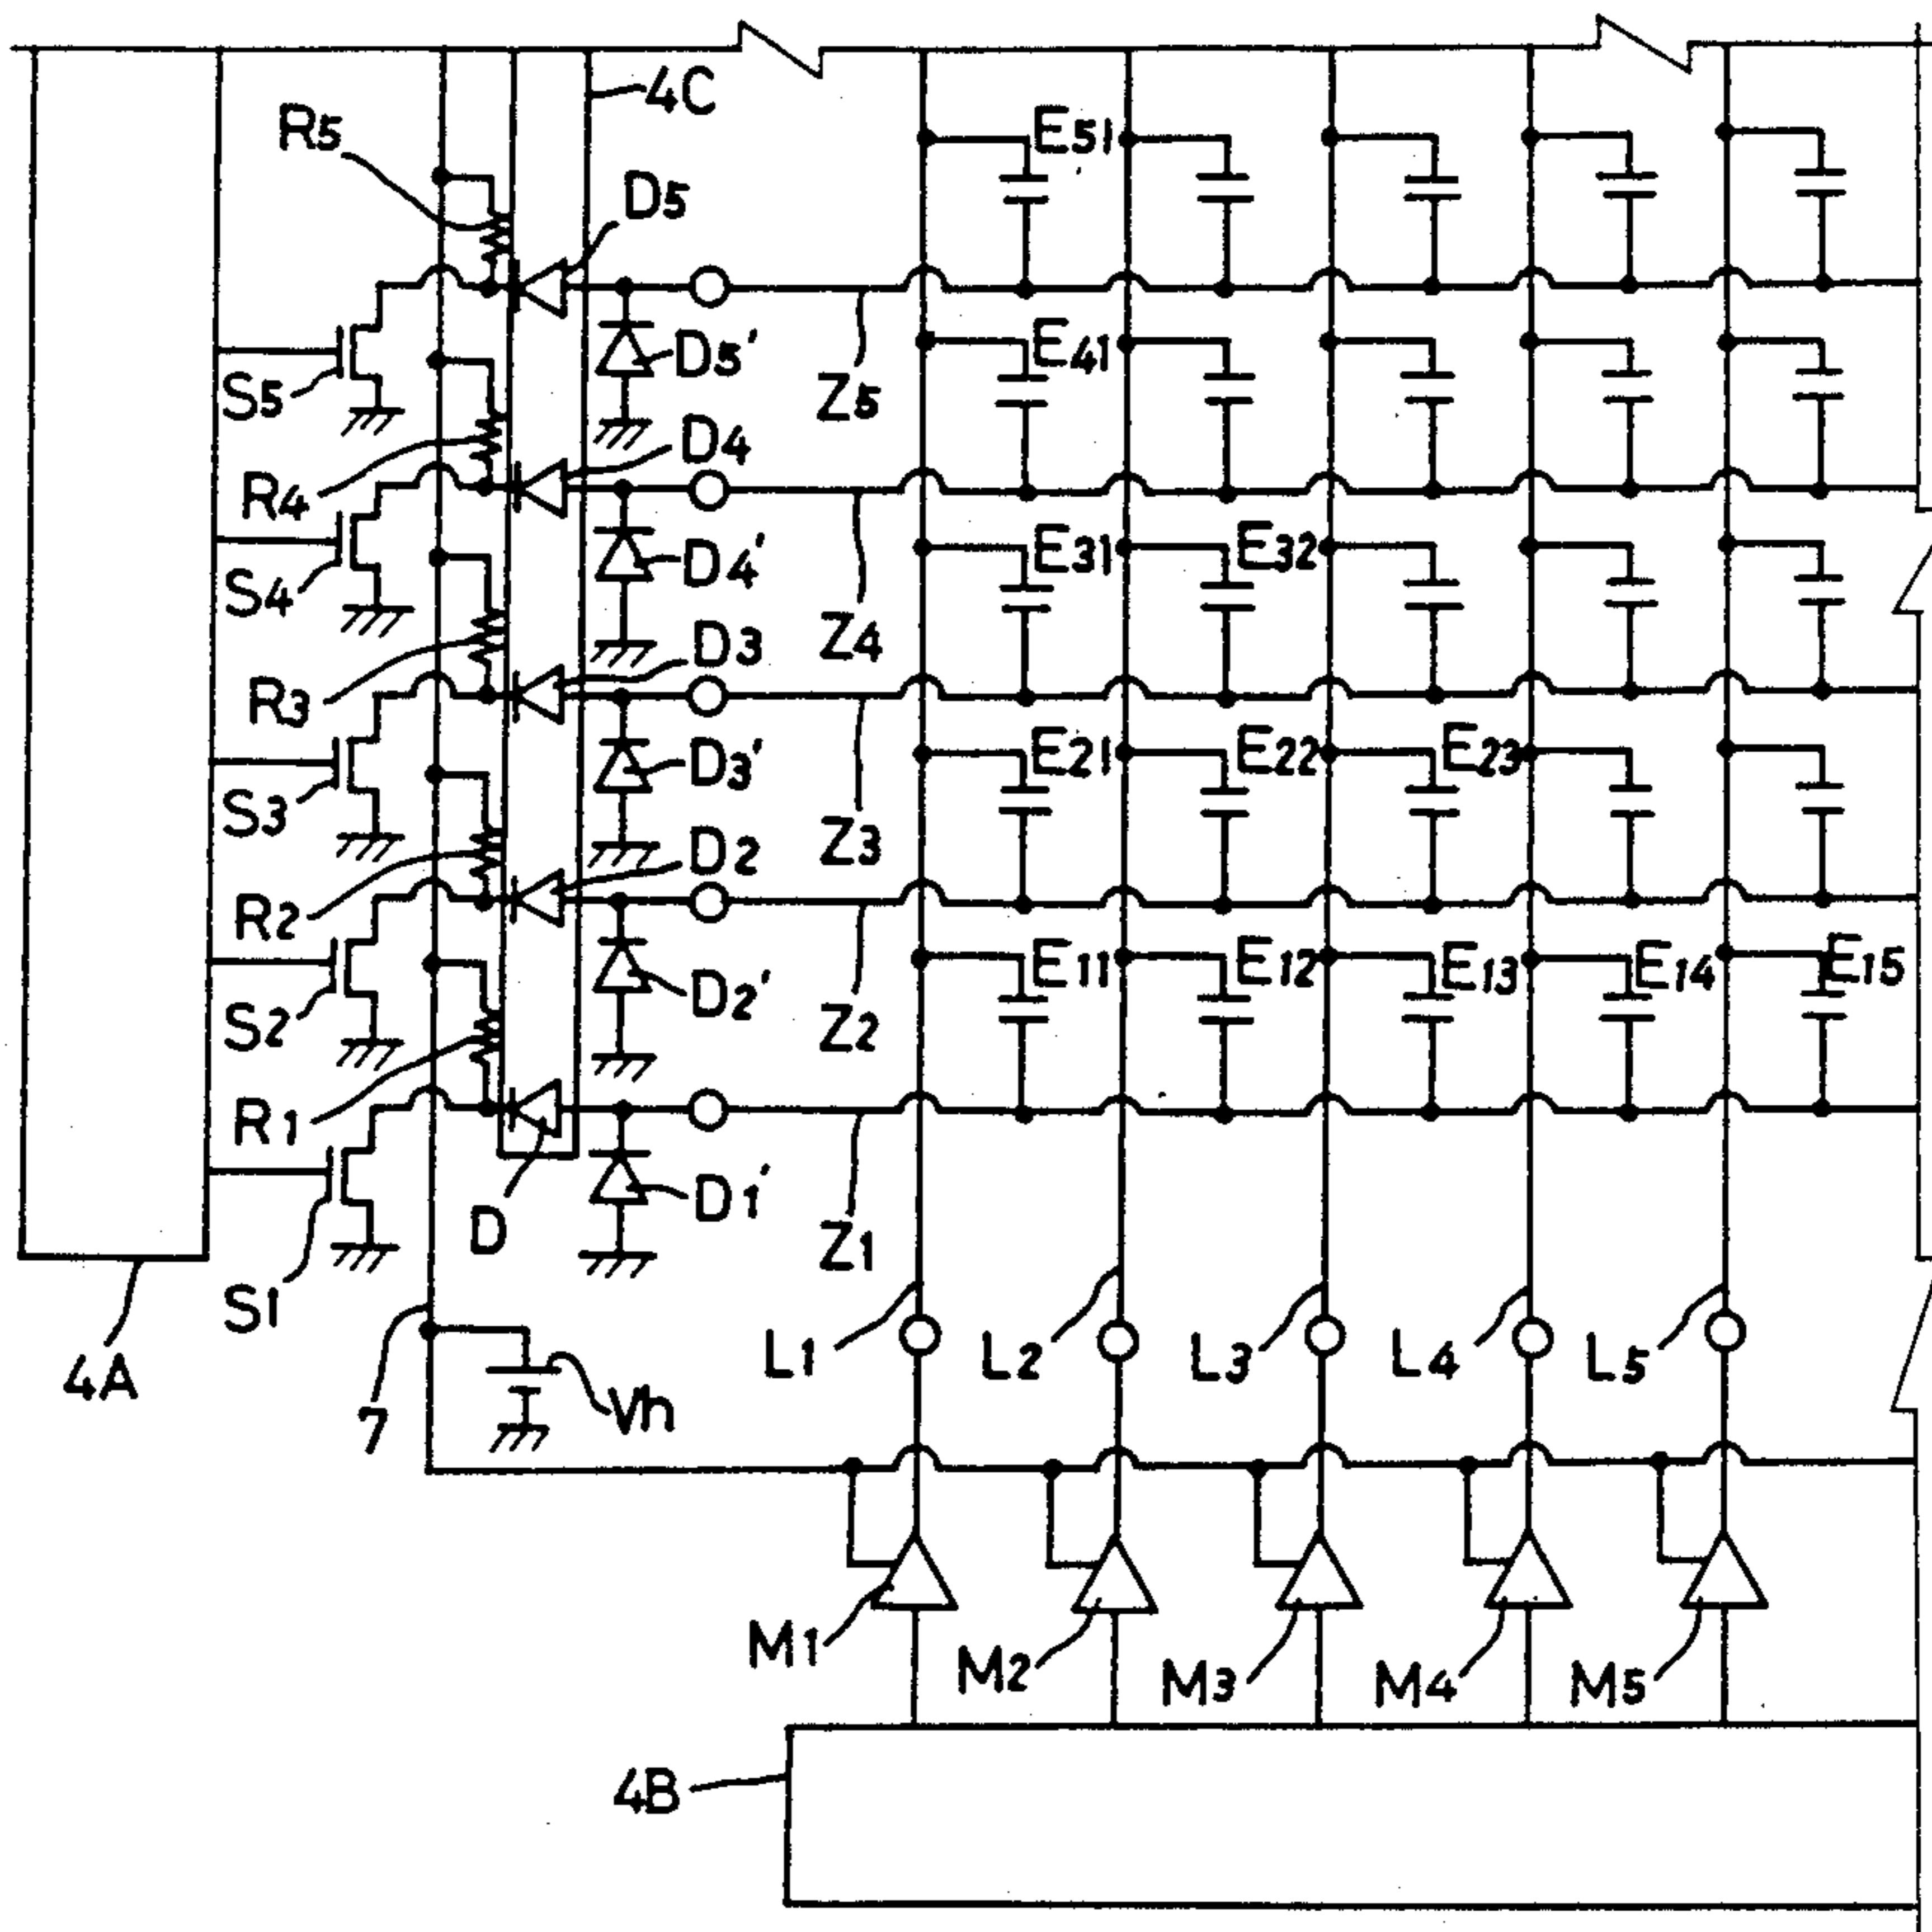 4C
R5
E51
D5
D5'
E41
S5
Z5
D4
R4
D4'
E31
E32
S4
Z4
D3
R3
D3'
E21
E22
E23
S3
Z3
D2
R2
D2'
E11
E12
E13
E14
E15
S2
Z2
R1
D1'
D
Z1
S1
L1
L2
L3
L4
L5
4A
7
Vh
M1
M2
M3
M4
M5
4B